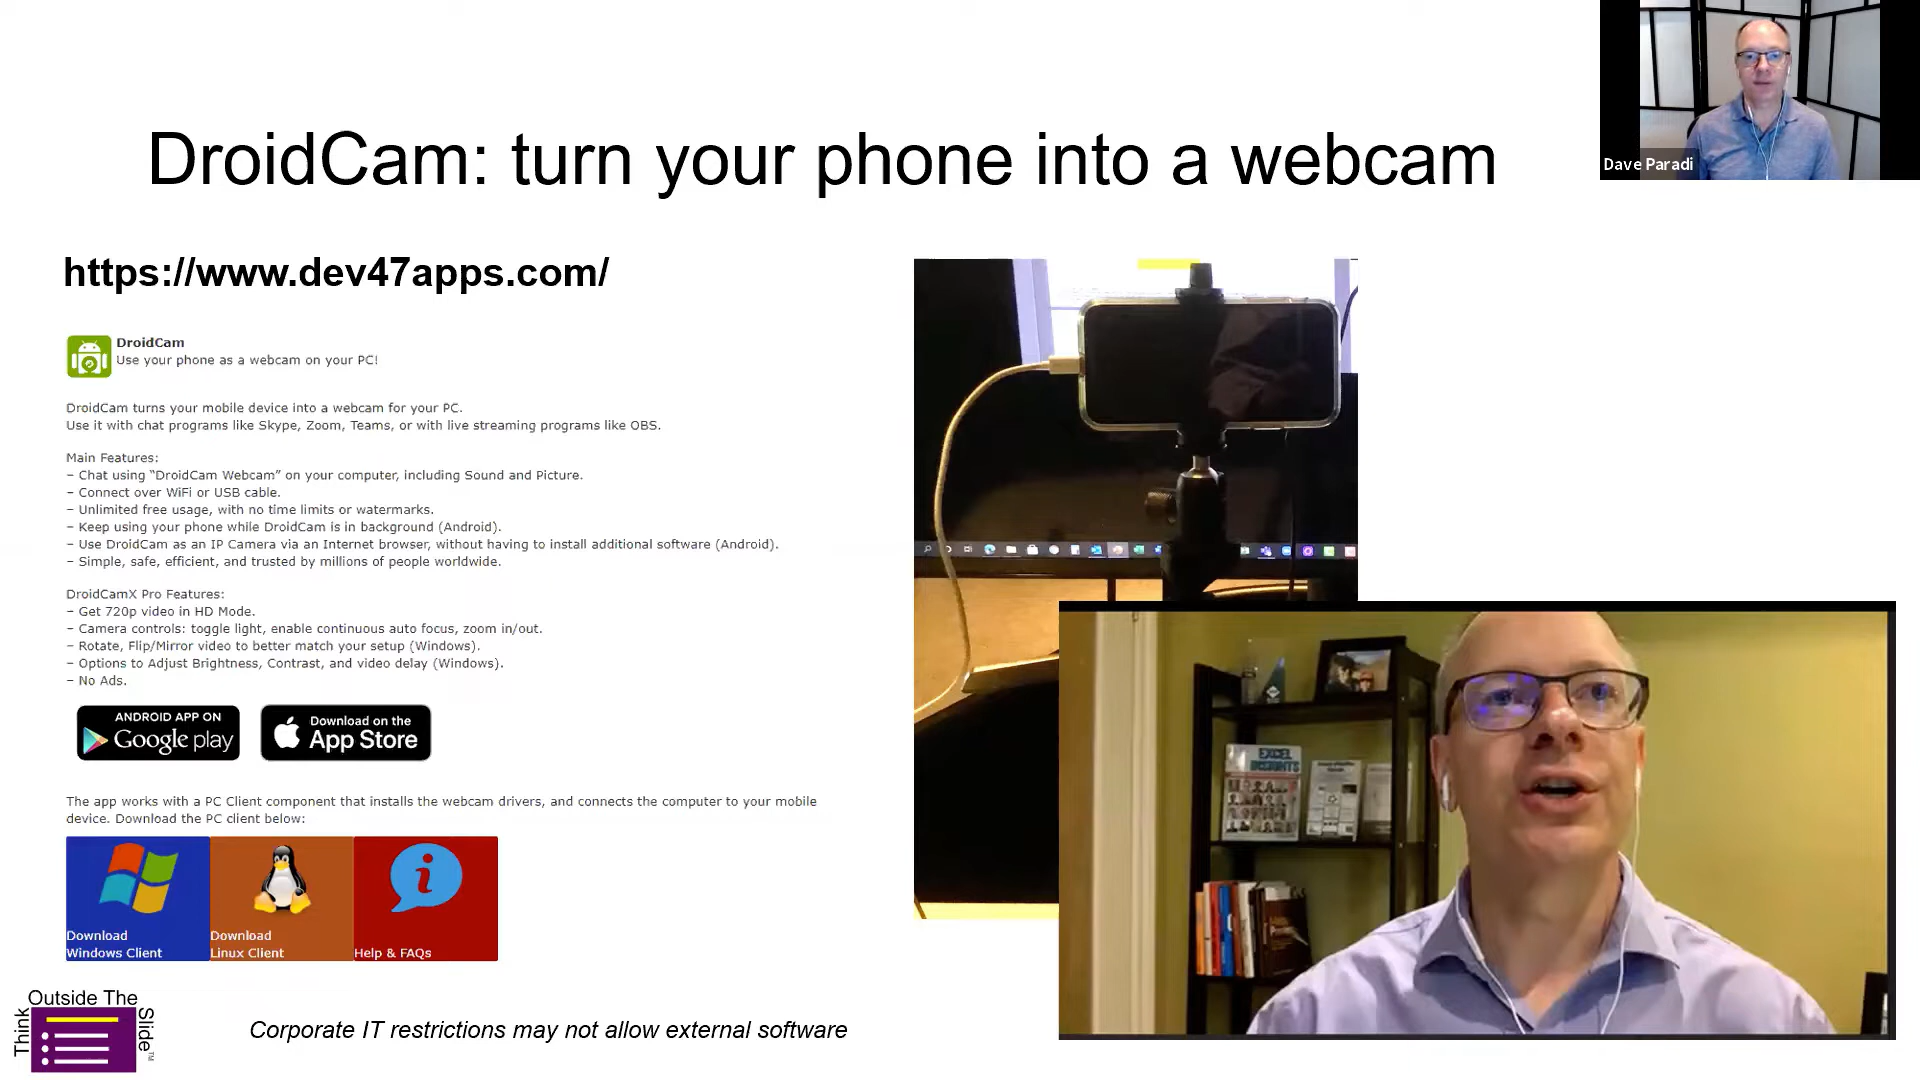 DroidCam: turn your phone into a webcam
Dave Paradi
https://www.dev47apps.com/
DroidCam
Use your phone as a webcam on your PC!
DroidCam turns your mobile device into a webcam for your PC.
Use it with chat programs like Skype, Zoom, Teams, or with live streaming programs like OBS.
Main Features:
– Chat using “DroidCam Webcam” on your computer, including Sound and Picture.
– Connect over WiFi or USB cable.
– Unlimited free usage, with no time limits or watermarks.
– Keep using your phone while DroidCam is in background (Android).
– Use DroidCam as an IP Camera via an Internet browser, without having to install additional software (Android).
– Simple, safe, efficient, and trusted by millions of people worldwide.
DroidCamX Pro Features:
– Get 720p video in HD Mode.
– Camera controls: toggle light, enable continuous auto focus, zoom in/out.
– Rotate, Flip/Mirror video to better match your setup (Windows).
– Options to Adjust Brightness, Contrast, and video delay (Windows).
– No Ads.
ANDROID APP ON
Google play
Download on the
App Store
The app works with a PC Client component that installs the webcam drivers, and connects the computer to your mobile
device. Download the PC client below:
Download
Windows Client
Download
Linux Client
Help & FAQs
EXCEL
INSIGHTS
Think
Outside The
Slide™
Corporate IT restrictions may not allow external software